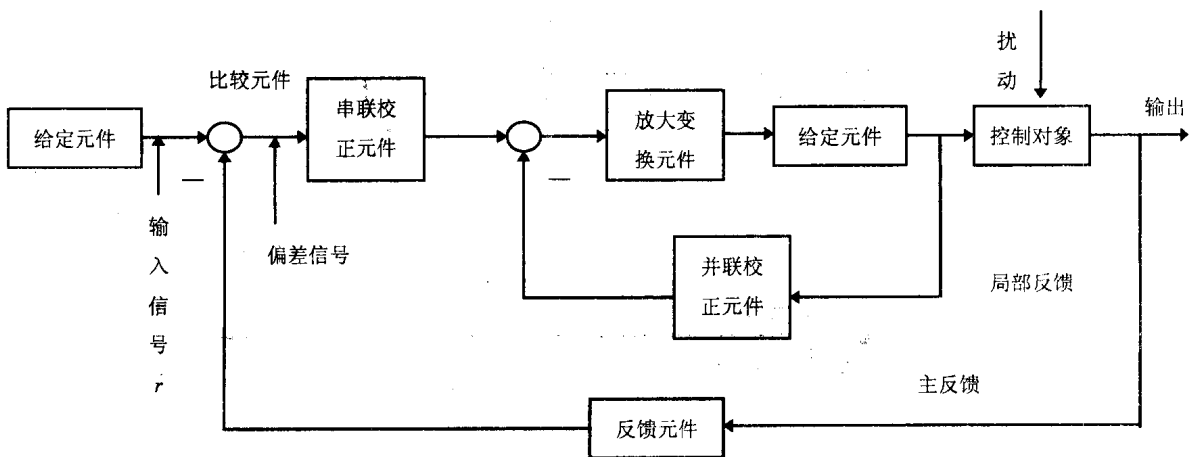 扰动
输出
比较元件
给定元件
串联校
正元件
放大变
换元件
给定元件
控制对象
—
—
输入信号r
偏差信号
并联校
正元件
局部反馈
主反馈
反馈元件